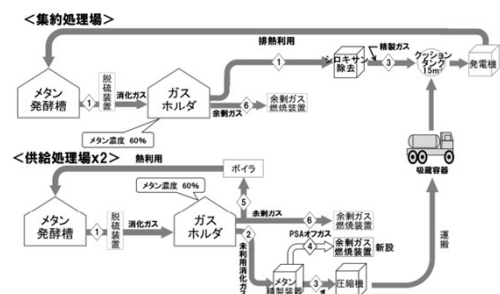 ＜集約処理場＞
排熱利用
シロキサン
除去
精製ガス
クッション
タンク
15㎥
発電機
メタン
発酵槽
1
脱硫装置
消化ガス
ガス
ホルダ
1
3
6
余剰ガス
余剰ガス
燃焼装置
メタン濃度 60%
吸蔵容器
＜供給処理場x2＞
熱利用
ボイラ
メタン濃度 60%
5
メタン
発酵槽
1
脱硫装置
消化ガス
ガス
ホルダ
余剰ガス
6
余剰ガス
燃焼装置
2
未利用消化ガス
PSAオフガス
4
余剰ガス
燃焼装置
新設
メタン
精製装置
3
圧縮機
運搬